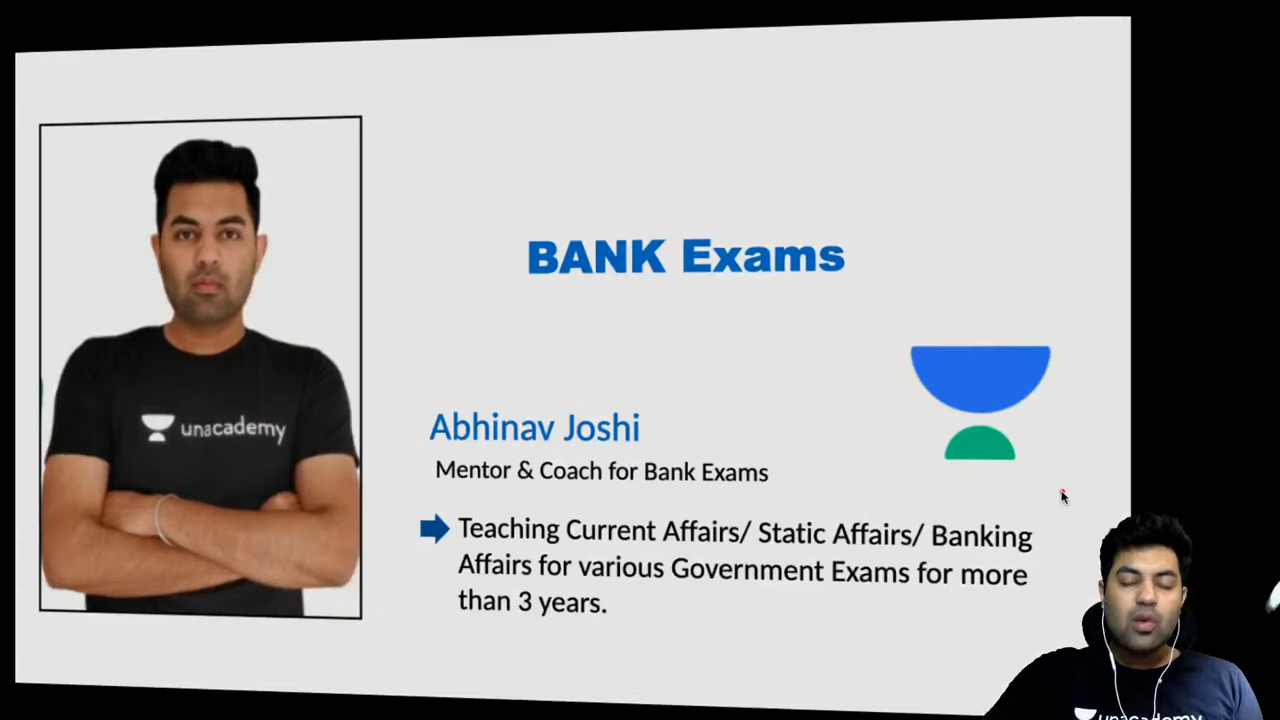 BANK Exams
unacademy
Abhinav Joshi
Mentor & Coach for Bank Exams
Teaching Current Affairs/ Static Affairs/ Banking
Affairs for various Government Exams for more
than 3 years.
unacademy